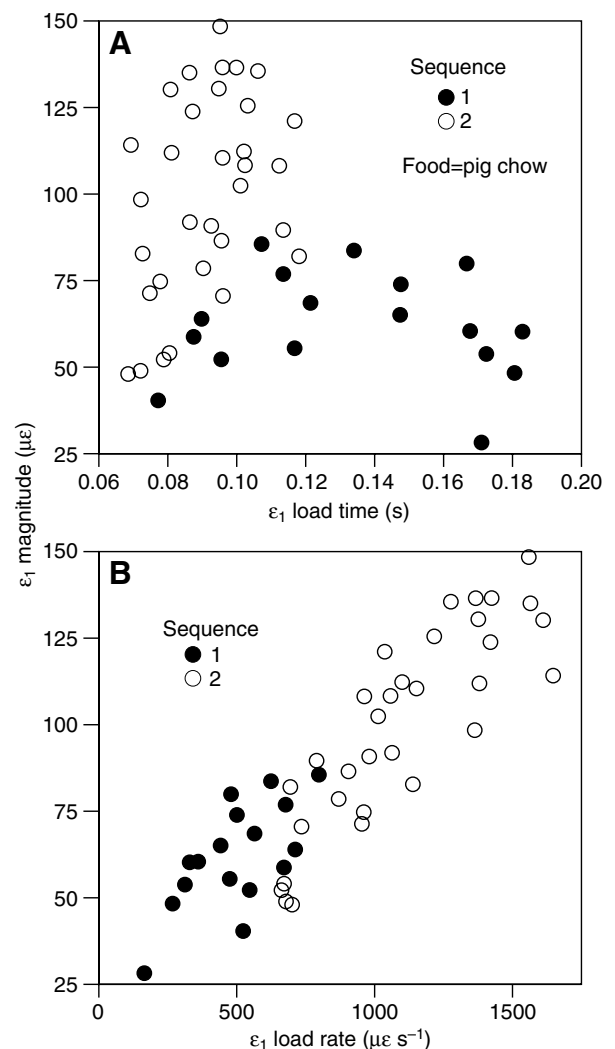 A
Sequence
1
2
Food=pig chow
150
125
100
75
50
25
0.06 0.08 0.10 0.12 0.14 0.16 0.18 0.20
ε₁ load time (s)
ε₁ magnitude (με)
B
Sequence
1
2
150
125
100
75
50
25
0 500 1000 1500
ε₁ load rate (με s⁻¹)